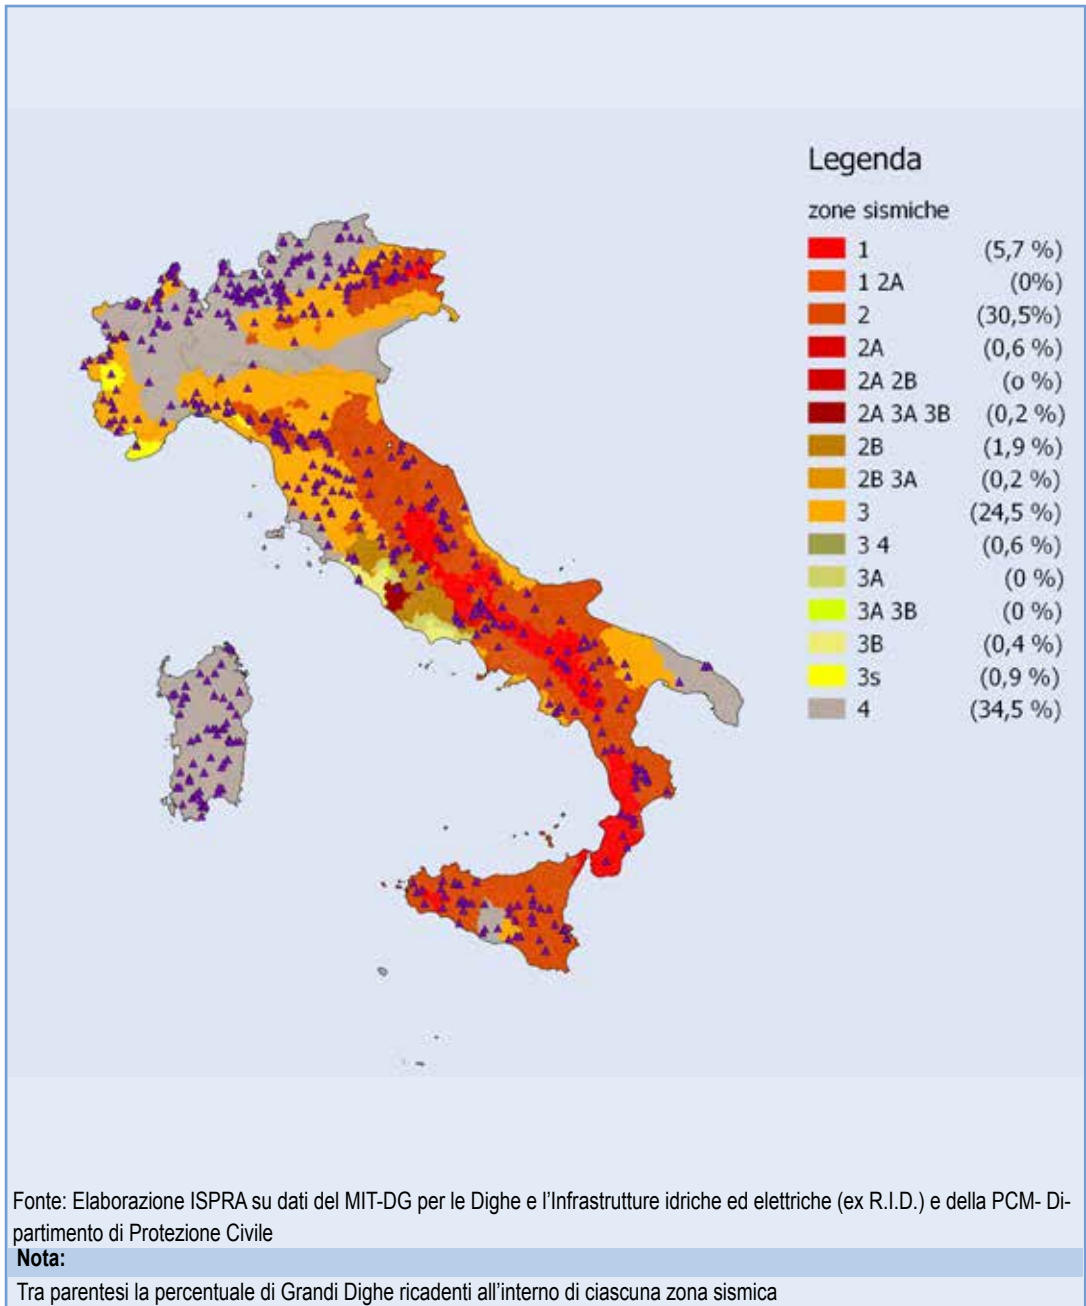 Legenda
zone sismiche
1 (5,7 %)
1 2A (0%)
2 (30,5%)
2A (0,6 %)
2A 2B (o %)
2A 3A 3B (0,2 %)
2B (1,9 %)
2B 3A (0,2 %)
3 (24,5 %)
3 4 (0,6 %)
3A (0 %)
3A 3B (0 %)
3B (0,4 %)
3s (0,9 %)
4 (34,5 %)
Fonte: Elaborazione ISPRA su dati del MIT-DG per le Dighe e l'Infrastrutture idriche ed elettriche (ex R.I.D.) e della PCM- Di-
partimento di Protezione Civile
Nota:
Tra parentesi la percentuale di Grandi Dighe ricadenti all'interno di ciascuna zona sismica